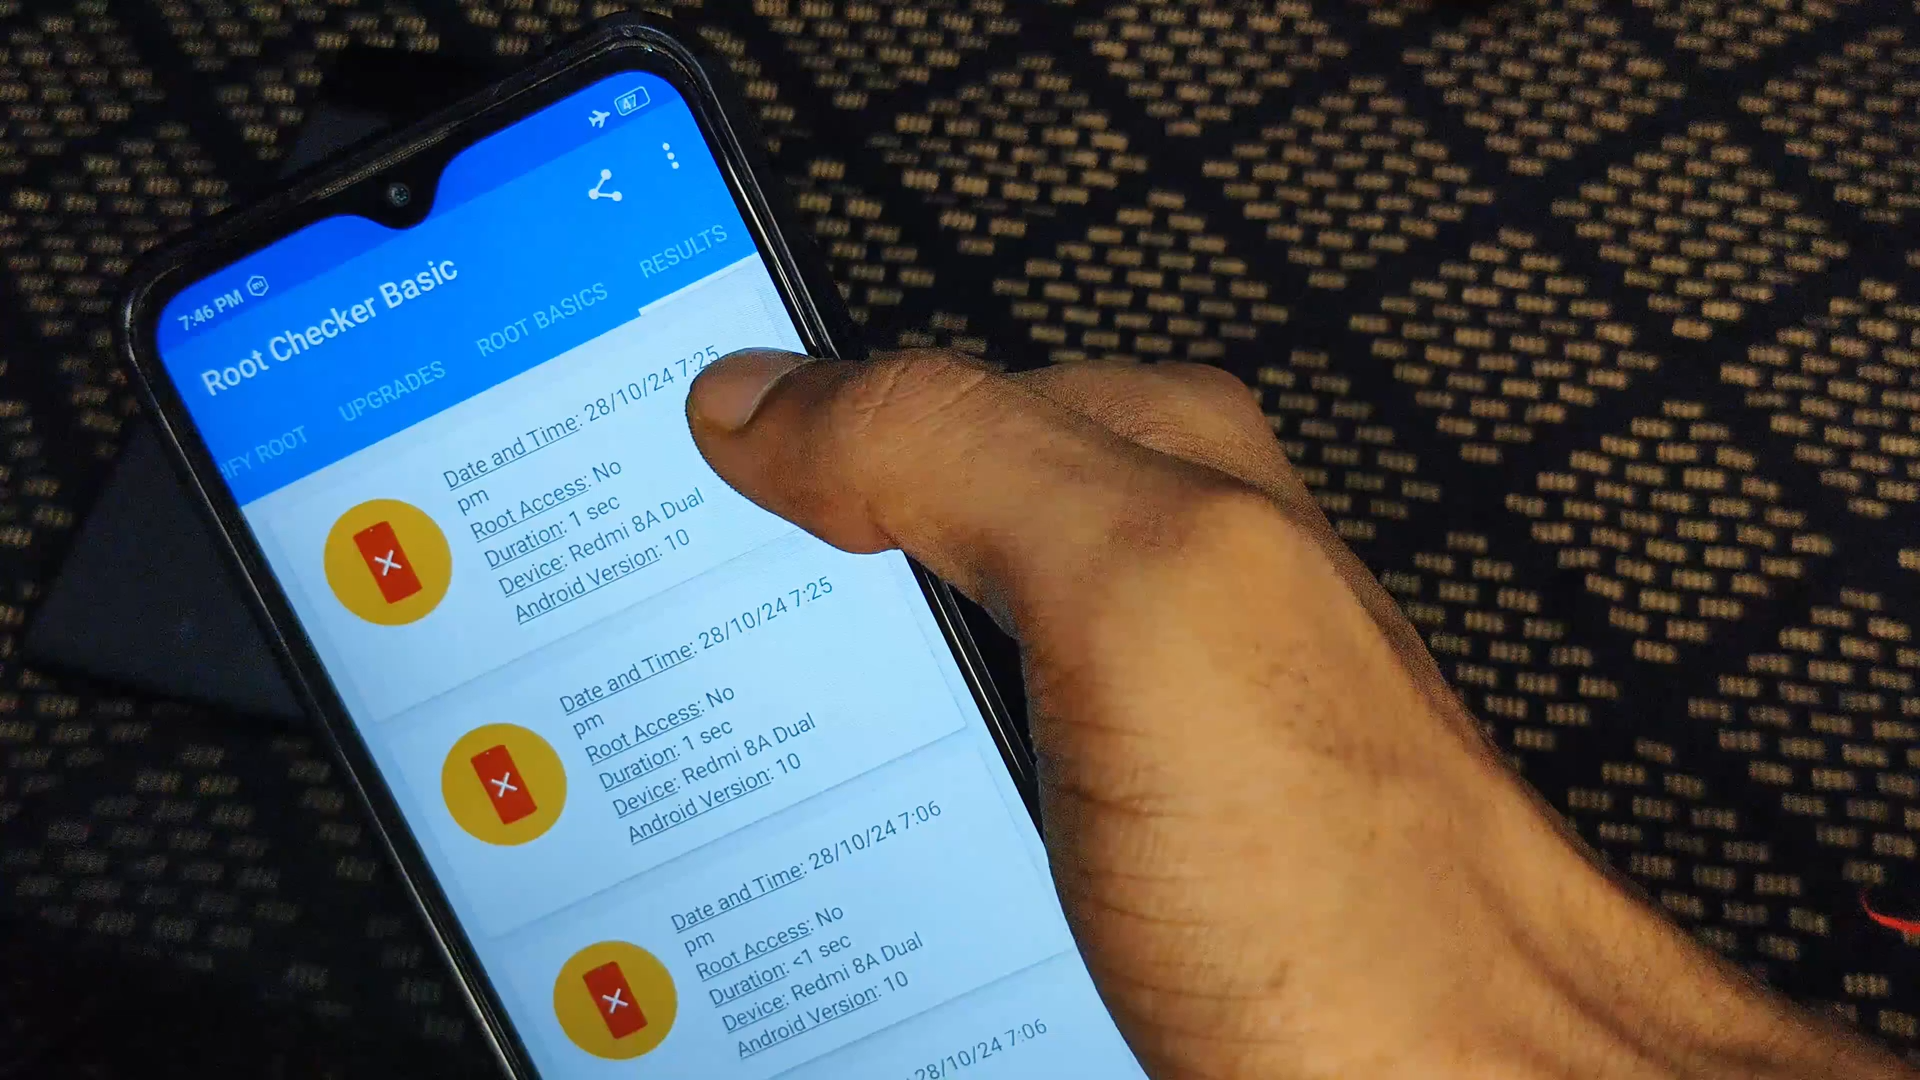 47
7:46 PM
Root Checker Basic
IFY ROOT UPGRADES ROOT BASICS RESULTS
Date and Time: 28/10/24 7:25
pm
Root Access: No
Duration: 1 sec
Device: Redmi 8A Dual
Android Version: 10
Date and Time: 28/10/24 7:25
pm
Root Access: No
Duration: 1 sec
Device: Redmi 8A Dual
Android Version: 10
Date and Time: 28/10/24 7:06
pm
Root Access: No
Duration: <1 sec
Device: Redmi 8A Dual
Android Version: 10
28/10/24 7:06